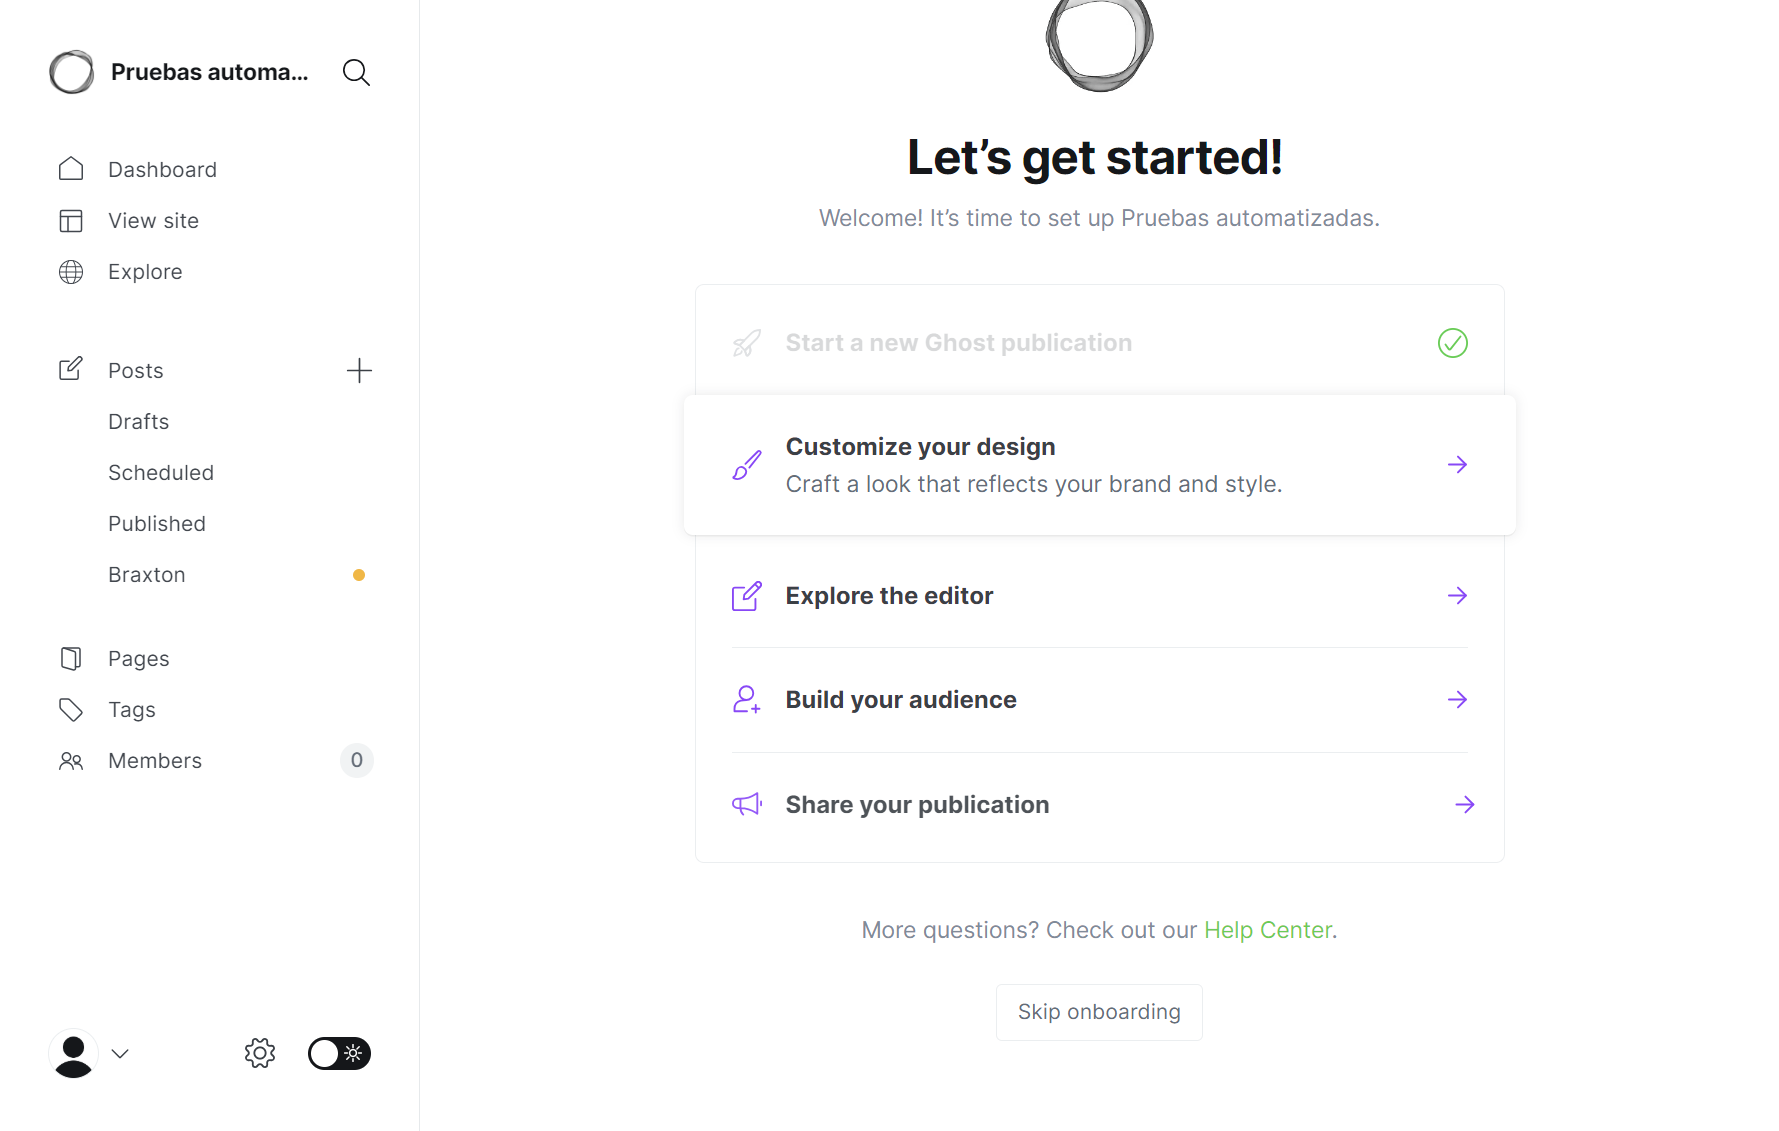 Pruebas automa...
Dashboard
View site
Explore
Posts
Drafts
Scheduled
Published
Braxton
Pages
Tags
Members
0
Let’s get started!
Welcome! It’s time to set up Pruebas automatizadas.
Start a new Ghost publication
Customize your design
Craft a look that reflects your brand and style.
Explore the editor
Build your audience
Share your publication
More questions? Check out our Help Center.
Skip onboarding